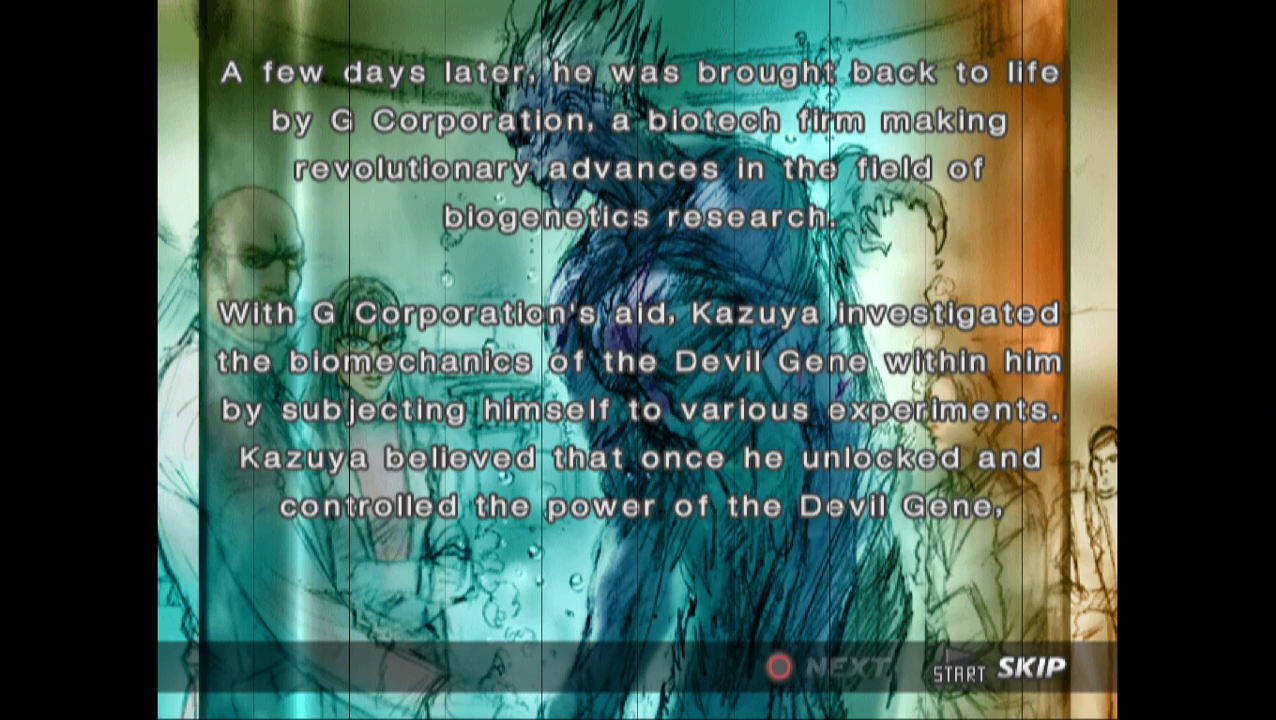 A few days later, he was brought back to life
by G Corporation, a biotech firm making
revolutionary advances in the field of
biogenetics research.
With G Corporation's aid, Kazuya investigated
the biomechanics of the Devil Gene within him
by subjecting himself to various experiments.
Kazuya believed that once he unlocked and
controlled the power of the Devil Gene,
NEXT START SKIP